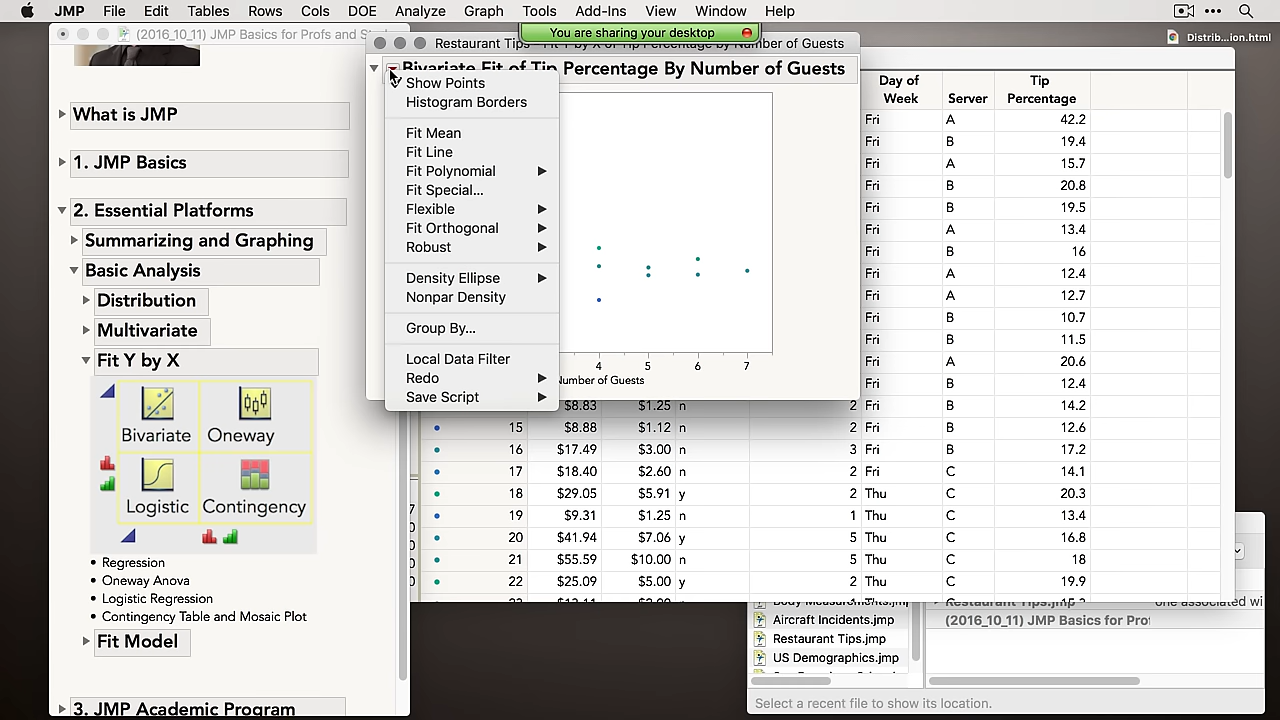 JMP File Edit Tables Rows Cols DOE Analyze Graph Tools Add-Ins View Window Help
You are sharing your desktop
(2016_10_11) JMP Basics for Profs and
Restaurant Tips - Fit Y by X of Tip Percentage by Number of Guests
Distrib...ion.html
Bivariate Fit of Tip Percentage By Number of Guests
Show Points
Histogram Borders
Fit Mean
Fit Line
Fit Polynomial
Fit Special...
Flexible
Fit Orthogonal
Robust
Density Ellipse
Nonpar Density
Group By...
Local Data Filter
Redo
Save Script
4 5 6 7
Number of Guests
What is JMP
1. JMP Basics
2. Essential Platforms
Summarizing and Graphing
Basic Analysis
Distribution
Multivariate
Fit Y by X
Bivariate Oneway
Logistic Contingency
• Regression
• Oneway Anova
• Logistic Regression
• Contingency Table and Mosaic Plot
Fit Model
3. JMP Academic Program
Day of Week Server Tip Percentage
Fri A 42.2
Fri B 19.4
Fri A 15.7
Fri B 20.8
Fri B 19.5
Fri A 13.4
Fri B 16
Fri A 12.4
Fri A 12.7
Fri B 10.7
Fri B 11.5
Fri A 20.6
Fri B 12.4
$8.83 $1.25 n 2 Fri B 14.2
15 $8.88 $1.12 n 2 Fri B 12.6
16 $17.49 $3.00 n 3 Fri B 17.2
17 $18.40 $2.60 n 2 Fri C 14.1
18 $29.05 $5.91 y 2 Thu C 20.3
19 $9.31 $1.25 n 1 Thu C 13.4
20 $41.94 $7.06 y 5 Thu C 16.8
21 $55.59 $10.00 n 5 Thu C 18
22 $25.09 $5.00 y 2 Thu C 19.9
Body Measurements.jmp
Aircraft Incidents.jmp
Restaurant Tips.jmp
US Demographics.jmp
Restaurant Tips.jmp one associated wi
(2016_10_11) JMP Basics for Prof
Select a recent file to show its location.